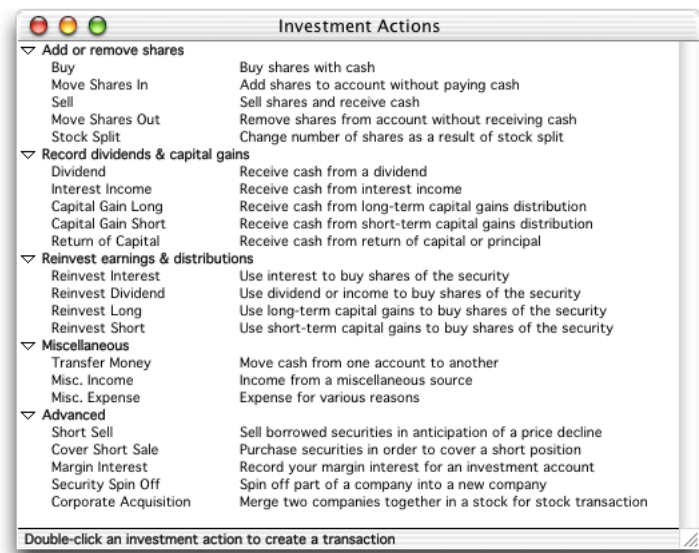 Investment Actions
Add or remove shares
Buy Buy shares with cash
Move Shares In Add shares to account without paying cash
Sell Sell shares and receive cash
Move Shares Out Remove shares from account without receiving cash
Stock Split Change number of shares as a result of stock split
Record dividends & capital gains
Dividend Receive cash from a dividend
Interest Income Receive cash from interest income
Capital Gain Long Receive cash from long-term capital gains distribution
Capital Gain Short Receive cash from short-term capital gains distribution
Return of Capital Receive cash from return of capital or principal
Reinvest earnings & distributions
Reinvest Interest Use interest to buy shares of the security
Reinvest Dividend Use dividend or income to buy shares of the security
Reinvest Long Use long-term capital gains to buy shares of the security
Reinvest Short Use short-term capital gains to buy shares of the security
Miscellaneous
Transfer Money Move cash from one account to another
Misc. Income Income from a miscellaneous source
Misc. Expense Expense for various reasons
Advanced
Short Sell Sell borrowed securities in anticipation of a price decline
Cover Short Sale Purchase securities in order to cover a short position
Margin Interest Record your margin interest for an investment account
Security Spin Off Spin off part of a company into a new company
Corporate Acquisition Merge two companies together in a stock for stock transaction
Double-click an investment action to create a transaction